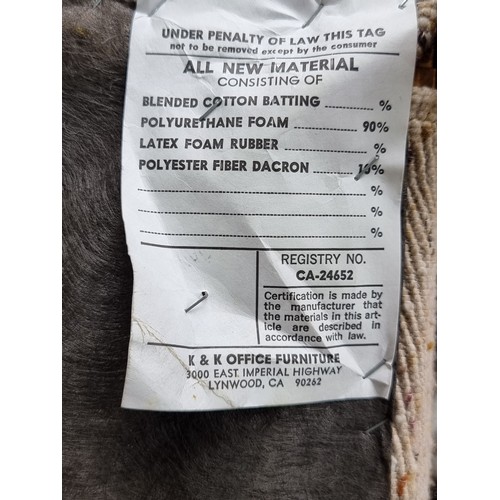 UNDER PENALTY OF LAW THIS TAG
not to be removed except by the consumer
ALL NEW MATERIAL
CONSISTING OF
BLENDED COTTON BATTING ............ %
POLYURETHANE FOAM .............. 90%
LATEX FOAM RUBBER .................. %
POLYESTER FIBER DACRON ....... 10%
............................................. %
............................................. %
............................................. %
REGISTRY NO.
CA-24652
Certification is made by
the manufacturer that
the materials in this art-
icle are described in
accordance with law.
K & K OFFICE FURNITURE
3000 EAST IMPERIAL HIGHWAY
LYNWOOD, CA 90262